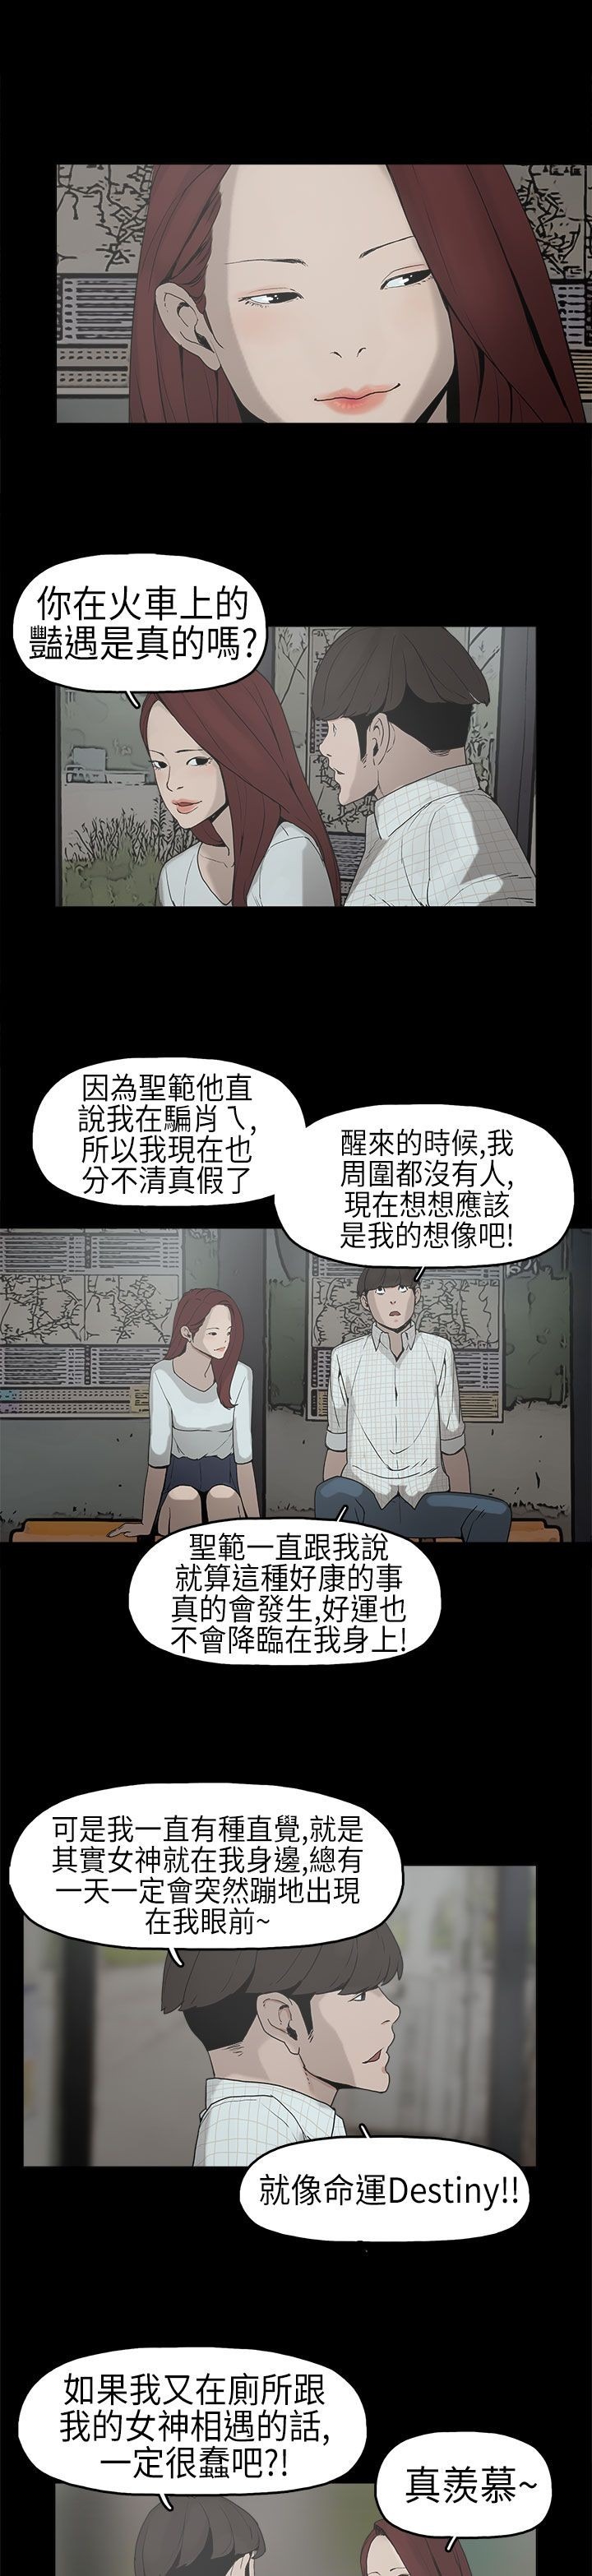 你在火車上的
豔遇是真的嗎?
因為聖範他直
說我在騙肖ㄟ,
所以我現在也
分不清真假了
醒來的時候,我
周圍都沒有人,
現在想想應該
是我的想像吧!
聖範一直跟我說
就算這種好康的事
真的會發生,好運也
不會降臨在我身上!
可是我一直有種直覺,就是
其實女神就在我身邊,總有
一天一定會突然蹦地出現
在我眼前~
就像命運Destiny!!
如果我又在廁所跟
我的女神相遇的話,
一定很蠢吧?!
真羨慕~